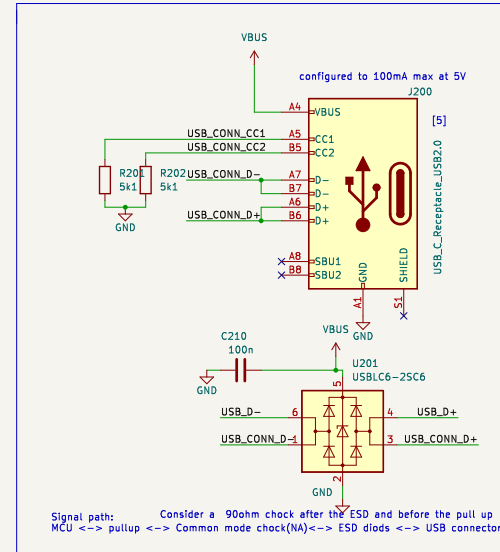 VBUS
configured to 100mA max at 5V
J200
A4
VBUS
[5]
USB_CONN_CC1
A5
CC1
USB_CONN_CC2
B5
CC2
R201
5k1
R202
5k1
USB_CONN_D-
A7
D-
B7
D-
A6
D+
USB_CONN_D+
B6
D+
GND
USB_C_Receptacle_USB2.0
A8
SBU1
B8
SBU2
GND
SHIELD
A1
S1
GND
VBUS
C210
100n
GND
U201
USBLC6-2SC6
5
USB_D-
6
4
USB_D+
USB_CONN_D-
1
3
USB_CONN_D+
2
GND
Consider a 90ohm chock after the ESD and before the pull up
Signal path:
MCU <-> pullup <-> Common mode chock(NA)<-> ESD diods <-> USB connector